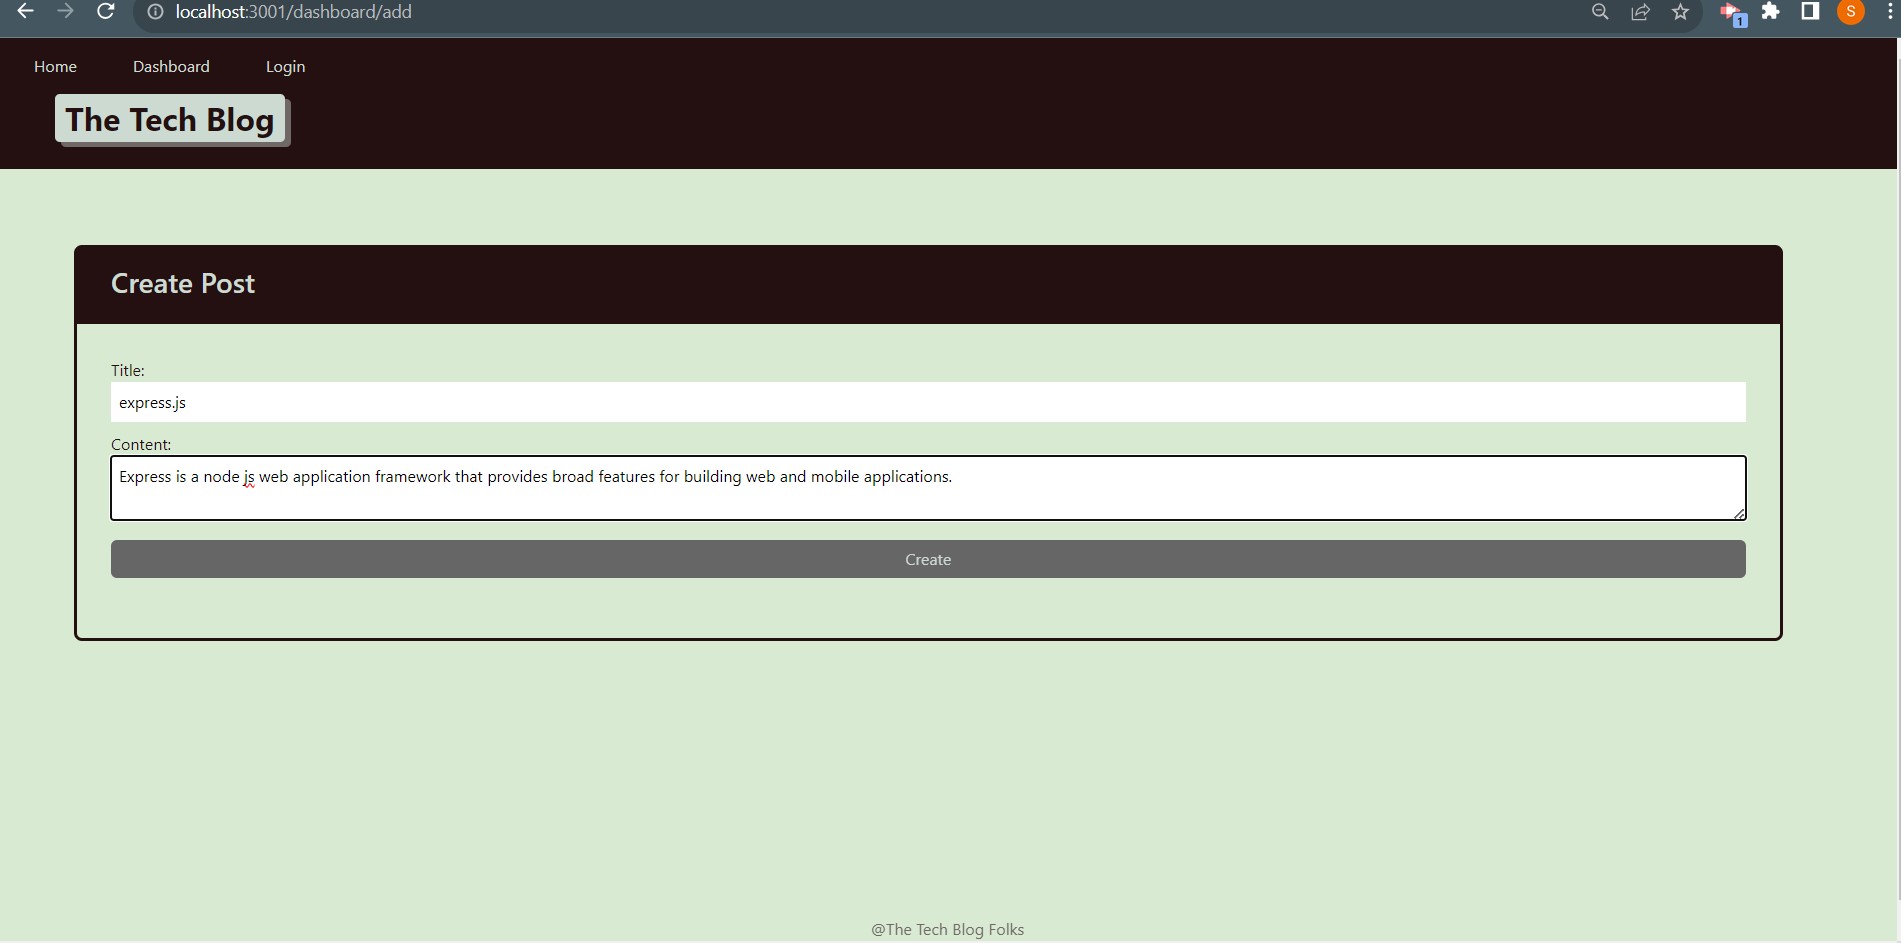 localhost:3001/dashboard/add
1
S
Home Dashboard Login
The Tech Blog
Create Post
Title:
express.js
Content:
Express is a node js web application framework that provides broad features for building web and mobile applications.
Create
@The Tech Blog Folks